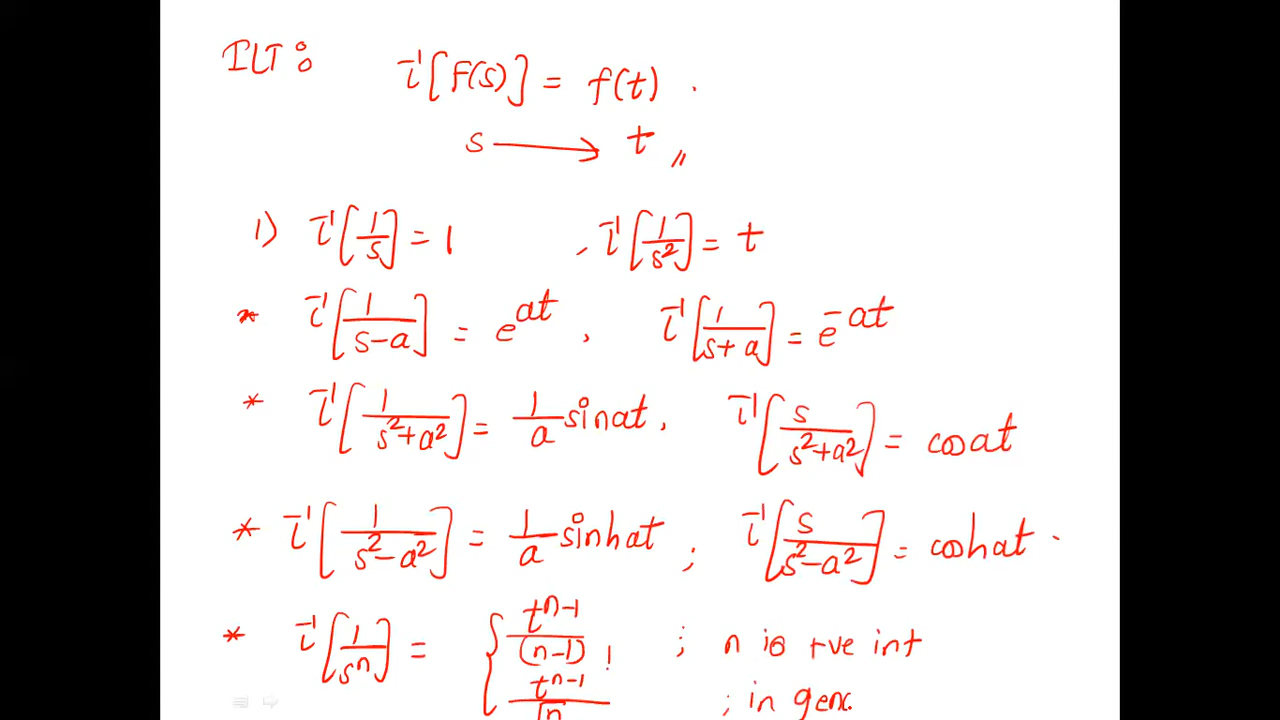 ILT: L⁻¹[F(s)] = f(t).
s ⟶ t〃
1) L⁻¹[1/s] = 1 , L⁻¹[1/s²] = t
* L⁻¹[1/(s-a)] = e^at , L⁻¹[1/(s+a)] = e^-at
* L⁻¹[1/(s²+a²)] = 1/a sinat, L⁻¹[s/(s²+a²)] = cosat
* L⁻¹[1/(s²-a²)] = 1/a sinhat ; L⁻¹[s/(s²-a²)] = coshat.
* L⁻¹[1/sⁿ] = { t^(n-1)/(n-1)! ; n is +ve int
t^(n-1)/Γn ; in gen